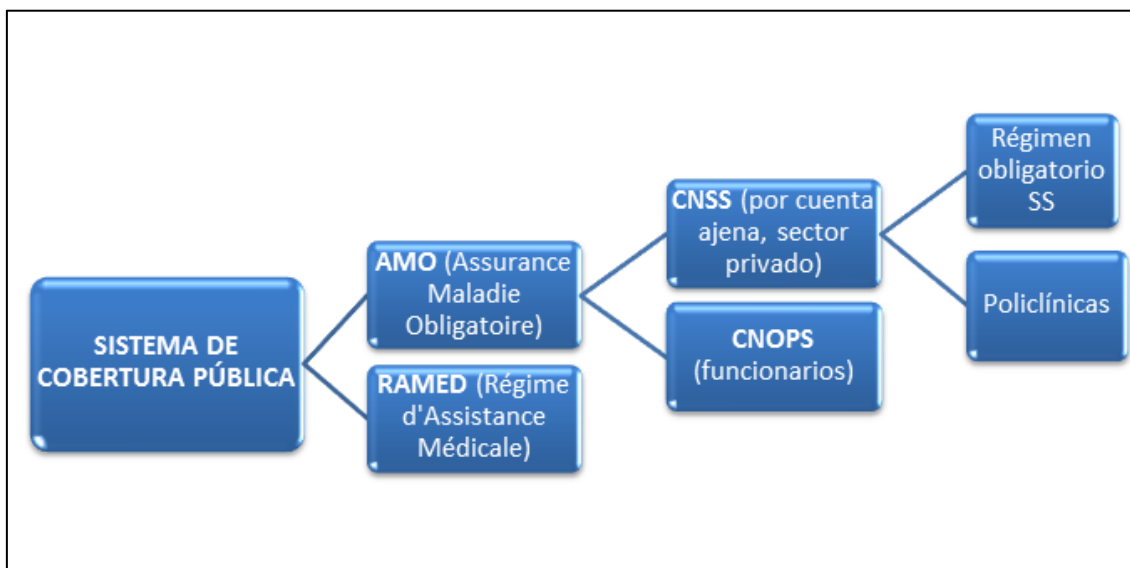 SISTEMA DE
COBERTURA PÚBLICA
AMO (Assurance
Maladie
Obligatoire)
RAMED (Régime
d'Assistance
Médicale)
CNSS (por cuenta
ajena, sector
privado)
CNOPS
(funcionarios)
Régimen
obligatorio
SS
Policlínicas